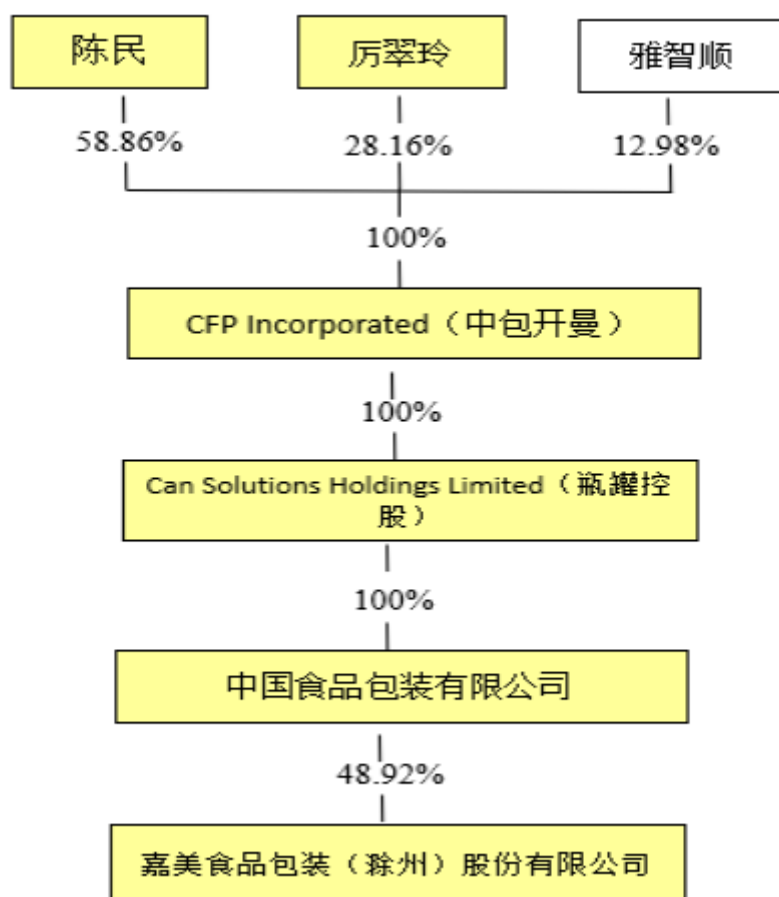 陈民
厉翠玲
雅智顺
58.86%
28.16%
12.98%
100%
CFP Incorporated（中包开曼）
100%
Can Solutions Holdings Limited（瓶罐控
股）
100%
中国食品包装有限公司
48.92%
嘉美食品包装（滁州）股份有限公司